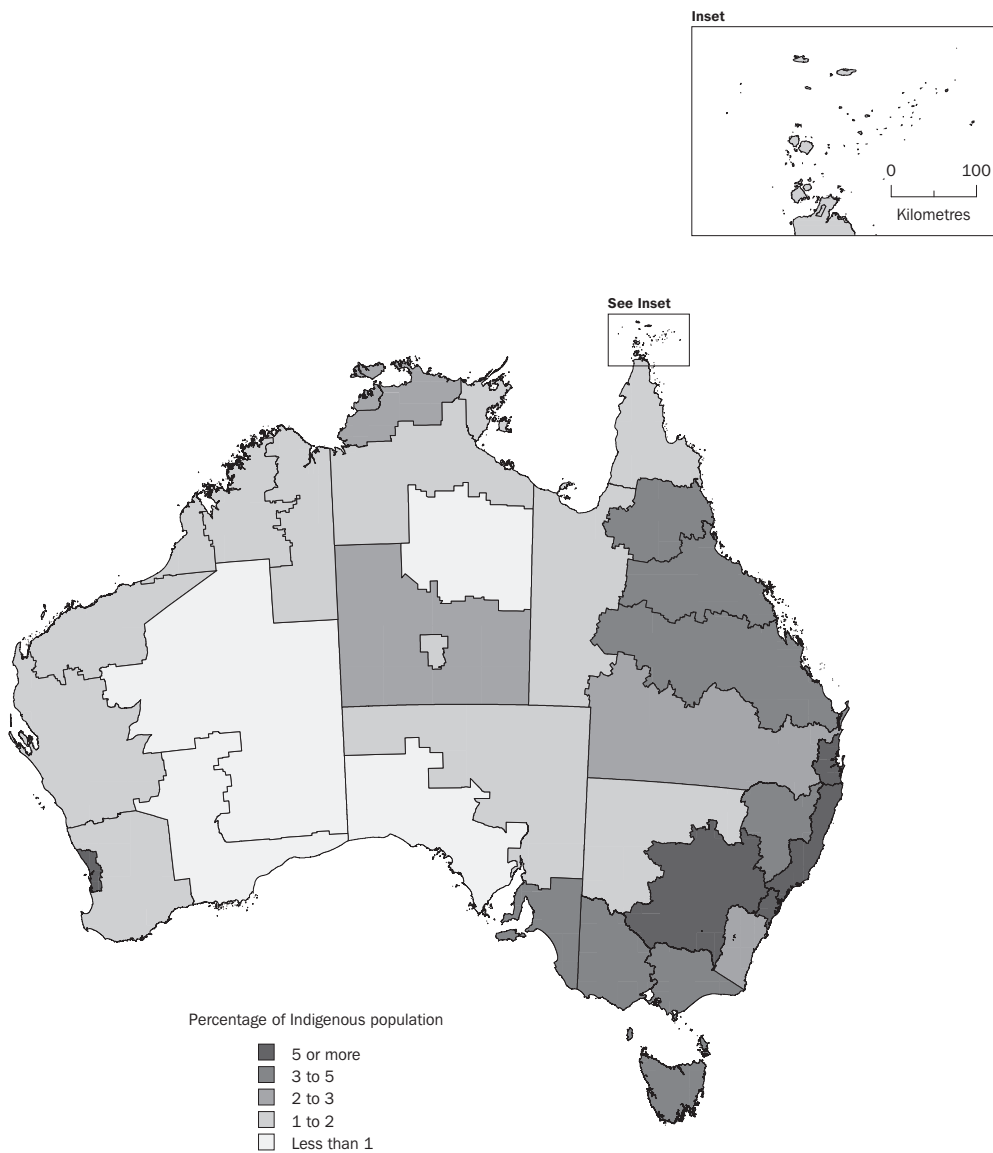 Inset
0 100
Kilometres
See Inset
Percentage of Indigenous population
5 or more
3 to 5
2 to 3
1 to 2
Less than 1